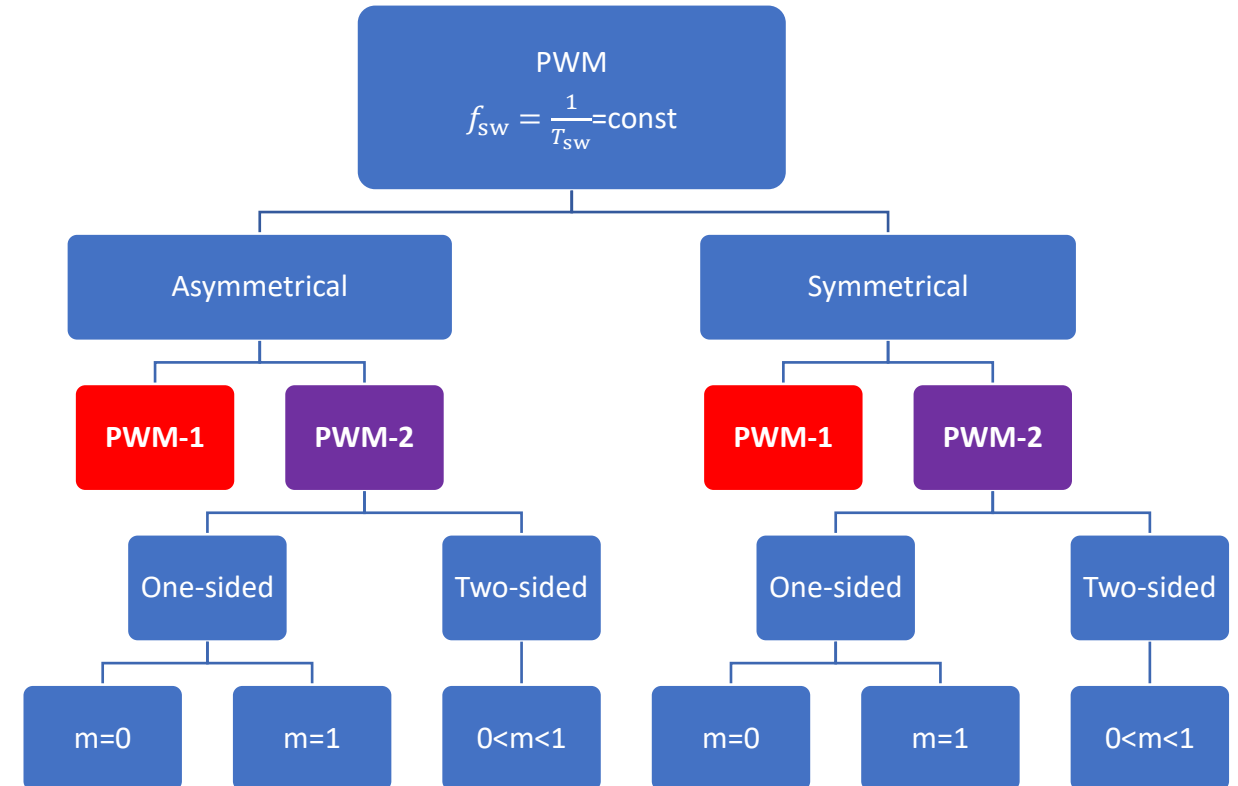 PWM
f_sw = 1/T_sw =const
Asymmetrical
Symmetrical
PWM-1
PWM-2
PWM-1
PWM-2
One-sided
Two-sided
One-sided
Two-sided
m=0
m=1
0<m<1
m=0
m=1
0<m<1